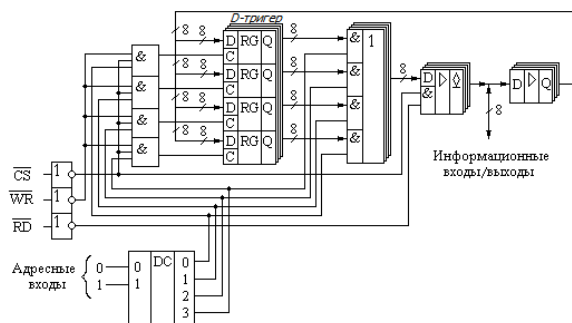 D-тригер
8 8 D RG Q 8
C
8 8 D RG Q 8
C
8 8 D RG Q 8
C
8 8 D RG Q 8
C
&
&
&
&
& 1
&
&
&
8
D
&
8
D Q
Информационные
входы/выходы
CS 1
WR 1
RD 1
Адресные
входы
0 0 DC 0
1 1 1
2
3